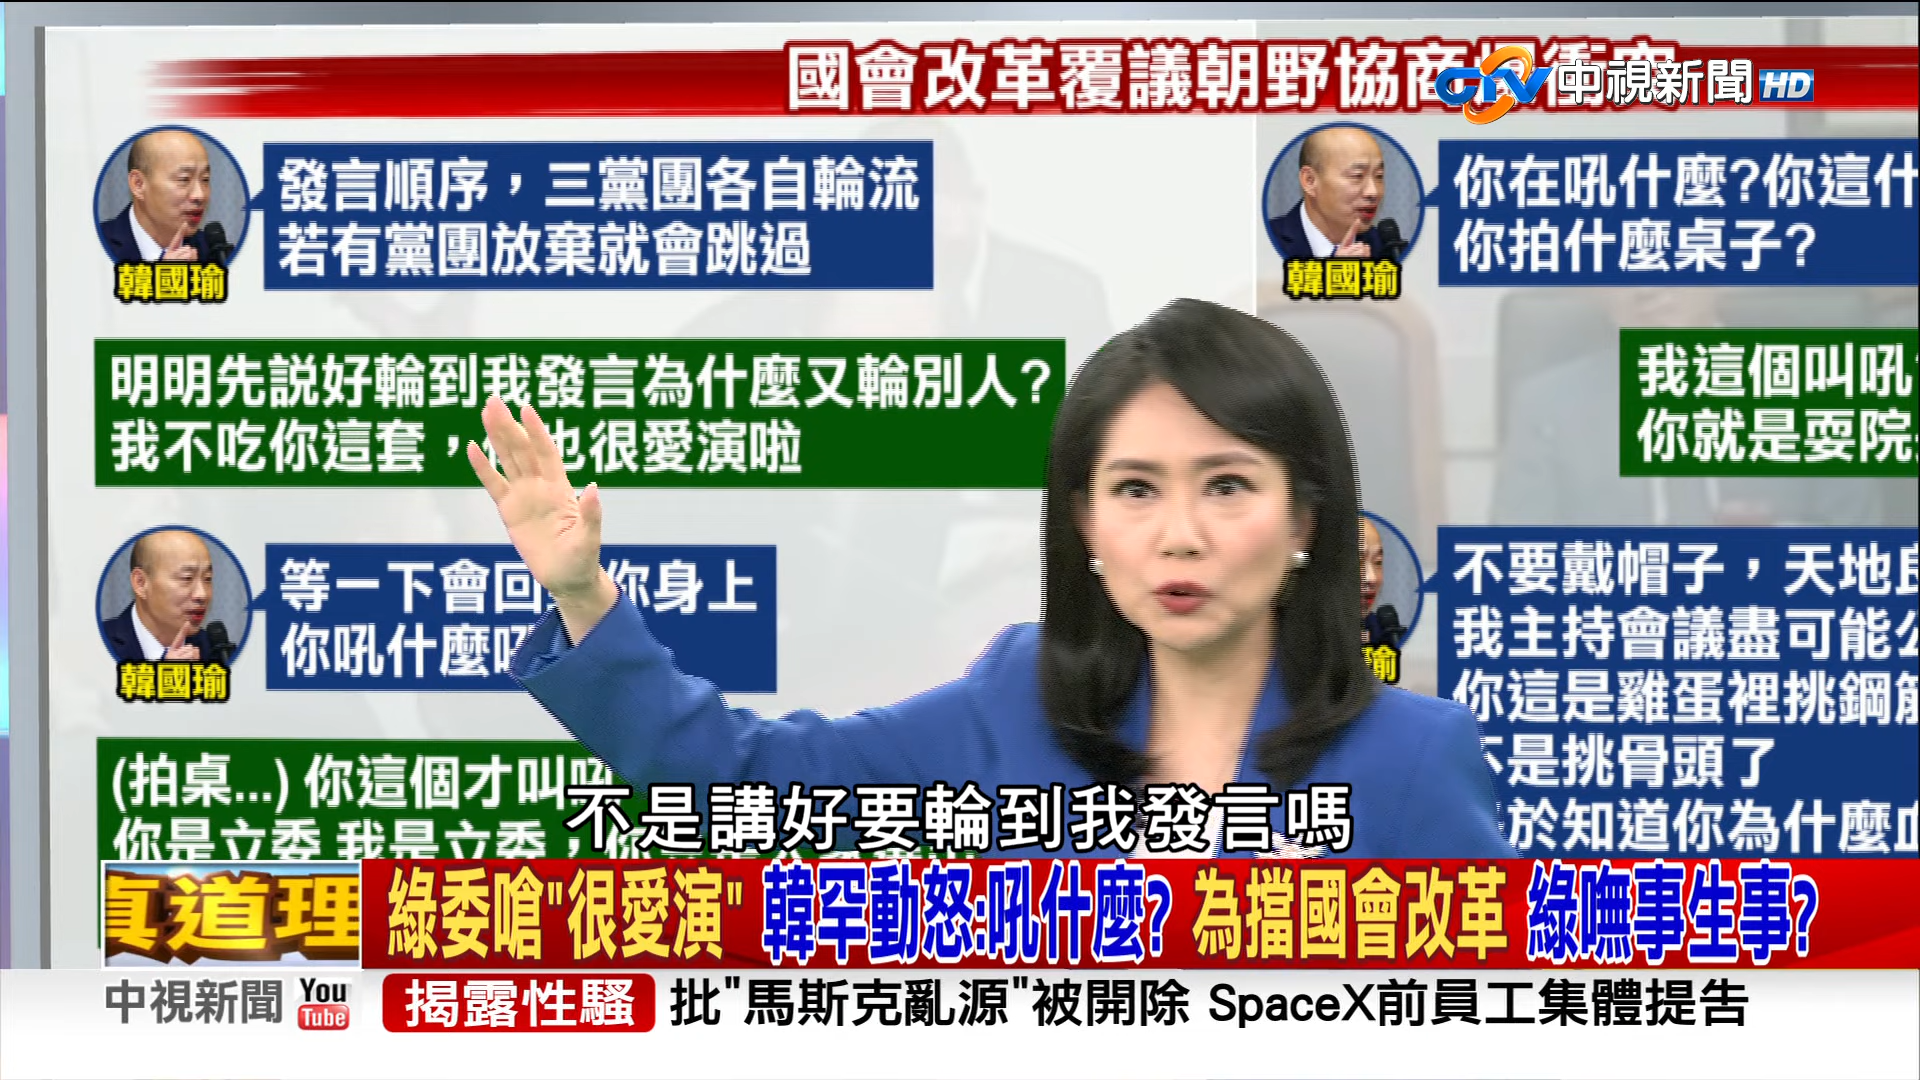 國會改革覆議朝野協商
CTV 中視新聞 HD
發言順序，三黨團各自輪流
若有黨團放棄就會跳過
韓國瑜
明明先説好輪到我發言為什麼又輪別人?
我不吃你這套， 也很愛演啦
等一下會回 你身上
你吼什麼
韓國瑜
(拍桌...) 你這個才叫
你是立委 我是立委，你
你在吼什麼?你這什
你拍什麼桌子?
韓國瑜
我這個叫吼
你就是耍院
不要戴帽子，天地
我主持會議盡可能
你這是雞蛋裡挑鋼
不是挑骨頭了
於知道你為什麼
瑜
不是講好要輪到我發言嗎
真道理
綠委嗆"很愛演" 韓罕動怒:吼什麼? 為擋國會改革 綠嘸事生事?
中視新聞 YouTube 揭露性騷 批"馬斯克亂源"被開除 SpaceX前員工集體提告